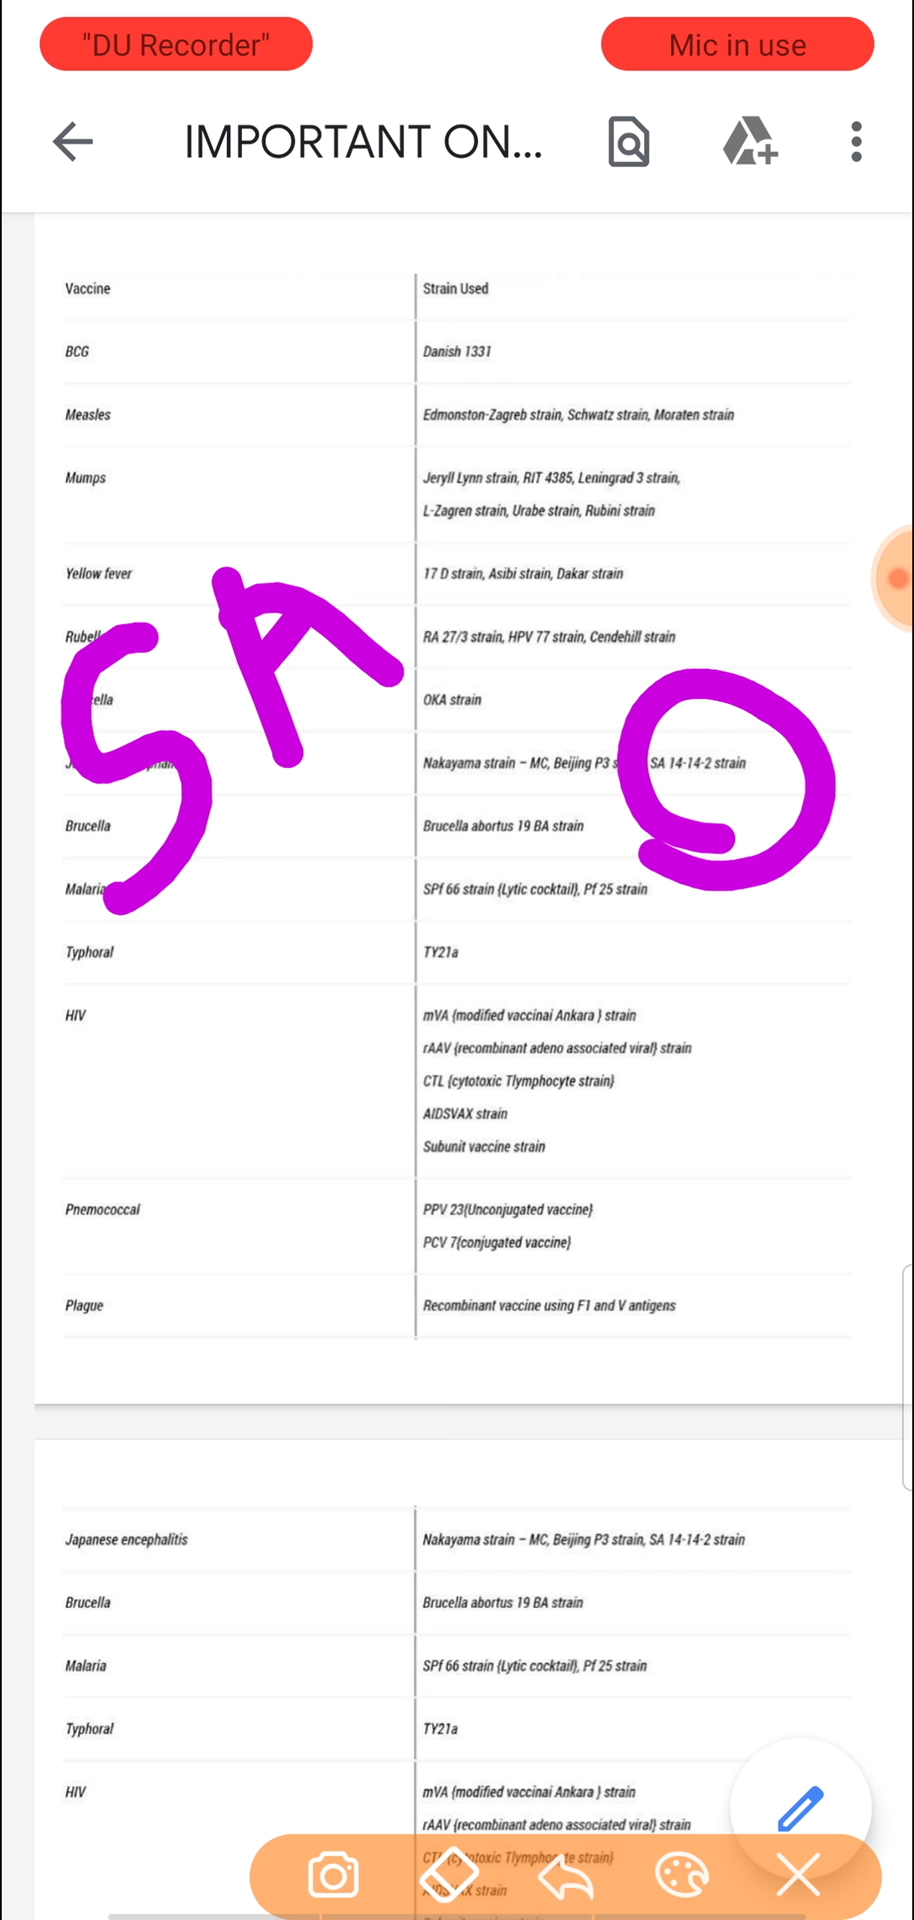 "DU Recorder" Mic in use
IMPORTANT ON...
Vaccine Strain Used
BCG Danish 1331
Measles Edmonston-Zagreb strain, Schwatz strain, Moraten strain
Mumps Jeryll Lynn strain, RIT 4385, Leningrad 3 strain,
L-Zagren strain, Urabe strain, Rubini strain
Yellow fever 17 D strain, Asibi strain, Dakar strain
RA 27/3 strain, HPV 77 strain, Cendehill strain
OKA strain
Nakayama strain – MC, Beijing P3 SA 14-14-2 strain
Brucella Brucella abortus 19 BA strain
Malaria SPf 66 strain {Lytic cocktail}, Pf 25 strain
SA
Typhoral TY21a
HIV mVA {modified vaccinai Ankara } strain
rAAV {recombinant adeno associated viral} strain
CTL {cytotoxic Tlymphocyte strain}
AIDSVAX strain
Subunit vaccine strain
Pnemococcal PPV 23{Unconjugated vaccine}
PCV 7{conjugated vaccine}
Plague Recombinant vaccine using F1 and V antigens
Japanese encephalitis Nakayama strain – MC, Beijing P3 strain, SA 14-14-2 strain
Brucella Brucella abortus 19 BA strain
Malaria SPf 66 strain {Lytic cocktail}, Pf 25 strain
Typhoral TY21a
HIV mVA {modified vaccinai Ankara } strain
rAAV {recombinant adeno associated viral} strain
strain}
strain